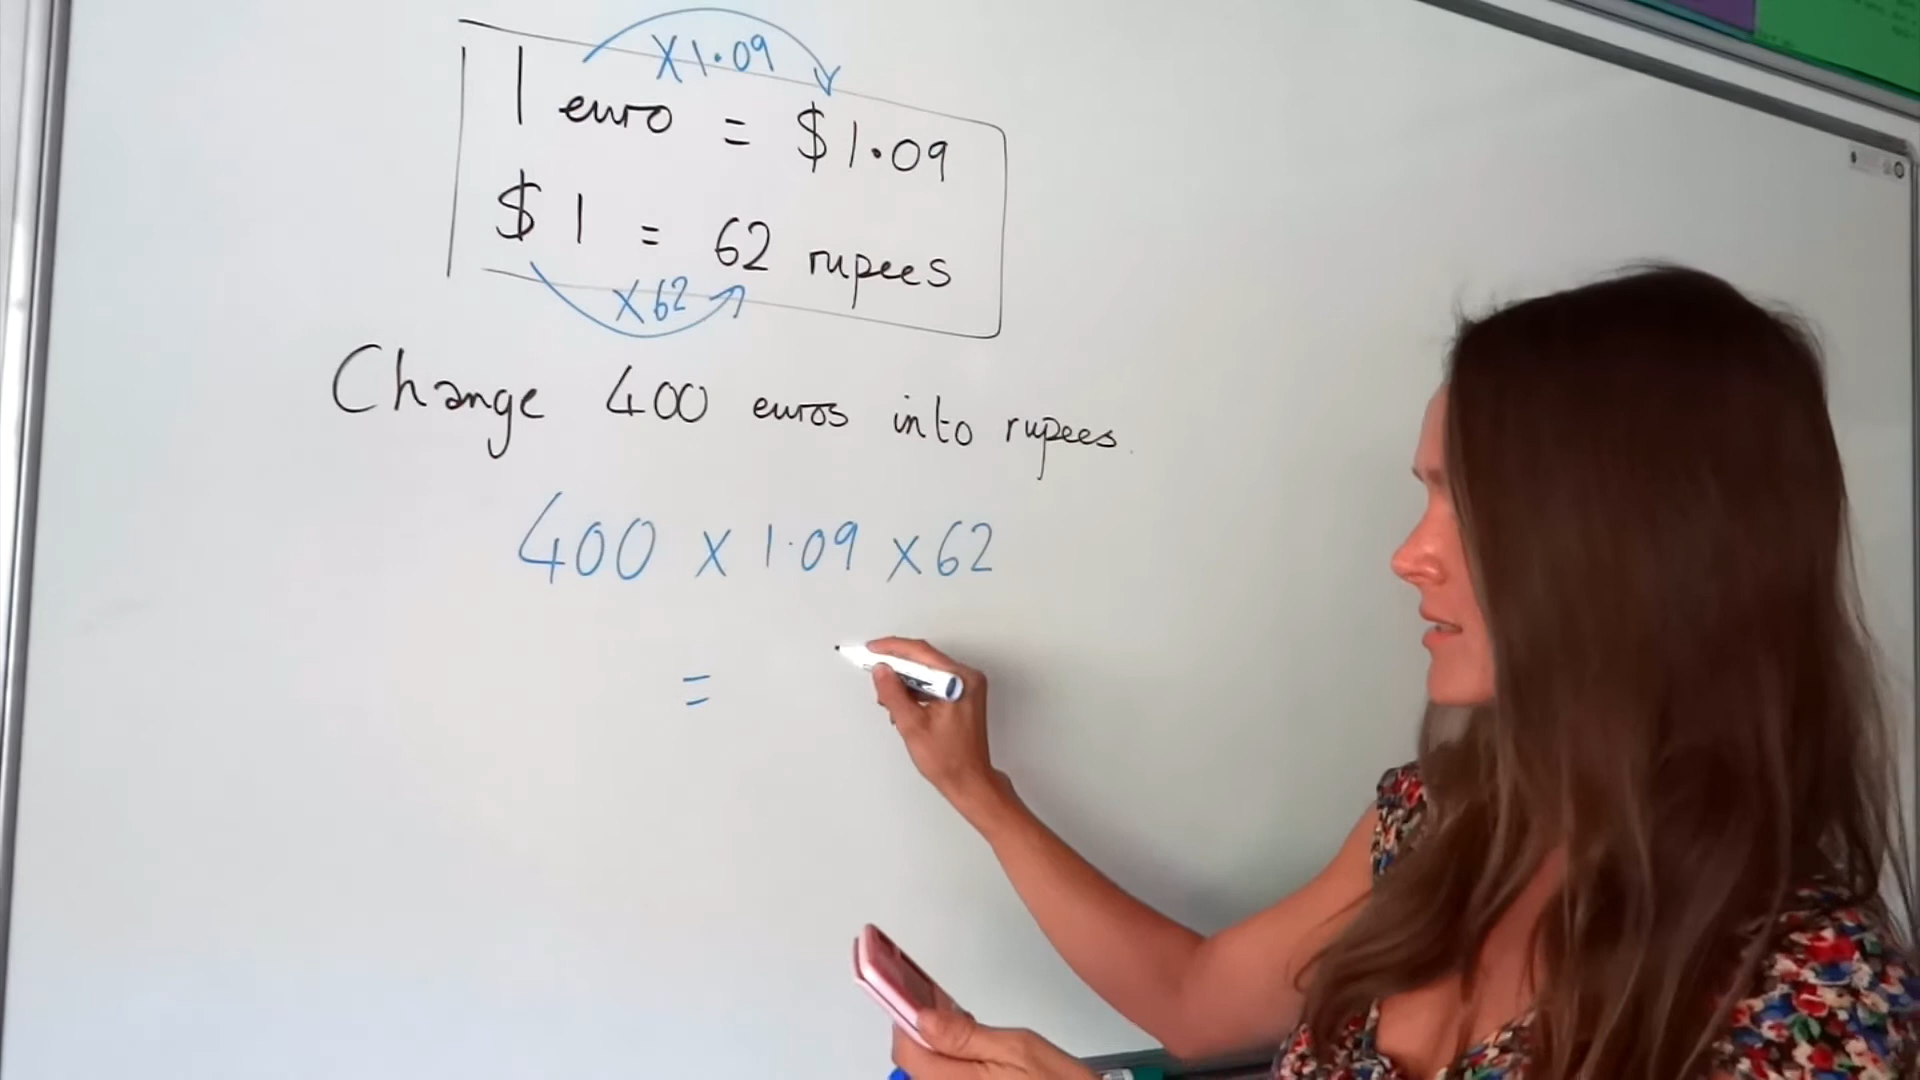 x1.09
1 euro = $1.09
$1 = 62 rupees
x62
Change 400 euros into rupees.
400 x 1.09 x 62
=